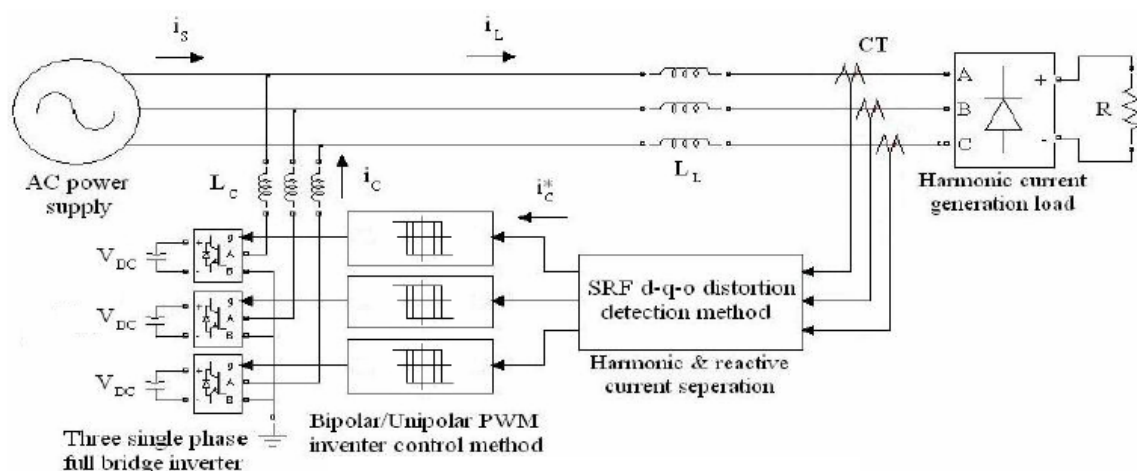 i_S
i_L
CT
A
B
C
+
-
R
AC power
supply
L_C
i_C
i_C*
L_L
Harmonic current
generation load
V_DC
+
-
g
A
B
V_DC
+
-
g
A
B
V_DC
+
-
g
A
B
SRF d-q-o distortion
detection method
Harmonic & reactive
current seperation
Bipolar/Unipolar PWM
inventer control method
Three single phase
full bridge inverter